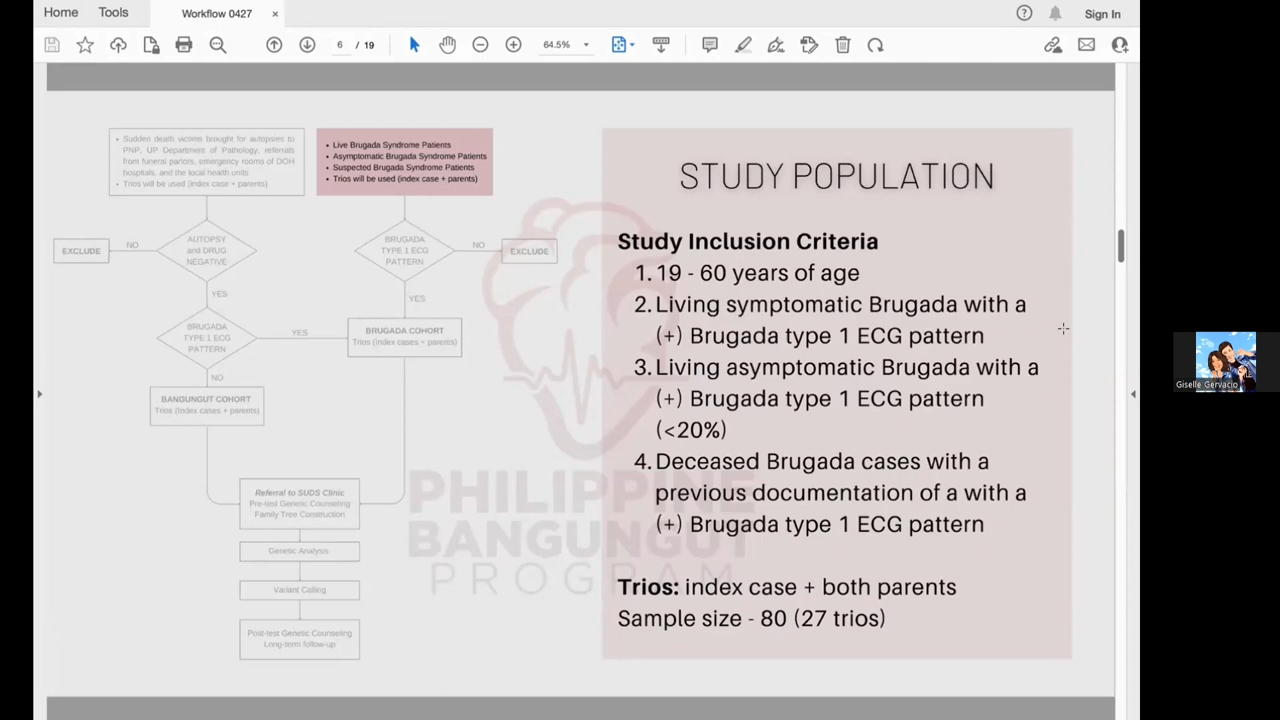 Home
Tools
Workflow 0427
×
?
Sign In
6 / 19
64.5%
• Sudden death victims brought for autopsies to
PNP, UP Department of Pathology, referrals
from funeral parlors, emergency rooms of DOH
hospitals, and the local health units
• Trios will be used (index case + parents)
• Live Brugada Syndrome Patients
• Asymptomatic Brugada Syndrome Patients
• Suspected Brugada Syndrome Patients
• Trios will be used (index case + parents)
EXCLUDE
NO
AUTOPSY
and DRUG
NEGATIVE
BRUGADA
TYPE 1 ECG
PATTERN
NO
EXCLUDE
YES
YES
BRUGADA
TYPE 1 ECG
PATTERN
YES
BRUGADA COHORT
Trios (index cases + parents)
NO
BANGUNGUT COHORT
Trios (Index cases + parents)
Referral to SUDS Clinic
Pre-test Genetic Counseling
Family Tree Construction
Genetic Analysis
Variant Calling
Post-test Genetic Counseling
Long-term follow-up
PHILIPPINE
BANGUNGUT
PROGRAM
STUDY POPULATION
Study Inclusion Criteria
1. 19 - 60 years of age
2. Living symptomatic Brugada with a
(+) Brugada type 1 ECG pattern
3. Living asymptomatic Brugada with a
(+) Brugada type 1 ECG pattern
(<20%)
4. Deceased Brugada cases with a
previous documentation of a with a
(+) Brugada type 1 ECG pattern
Trios: index case + both parents
Sample size - 80 (27 trios)
Giselle Gervacio